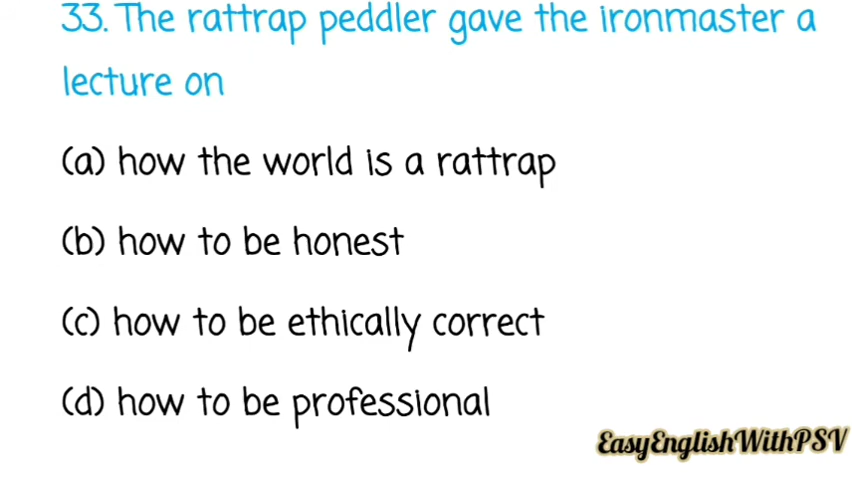 33. The rattrap peddler gave the ironmaster a
lecture on
(a) how the world is a rattrap
(b) how to be honest
(c) how to be ethically correct
(d) how to be professional
EasyEnglishWithPSV